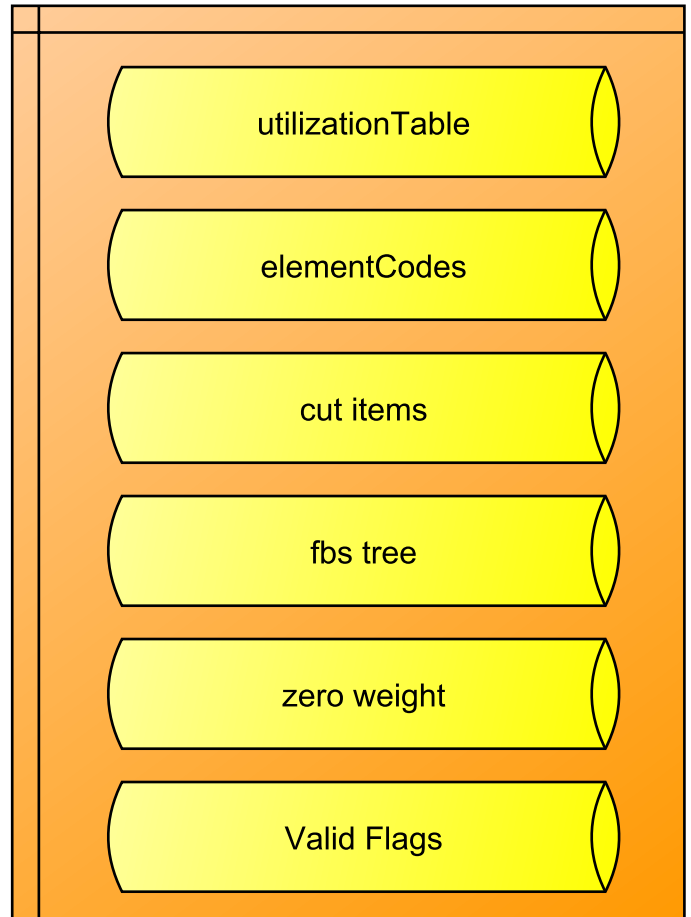 utilizationTable
elementCodes
cut items
fbs tree
zero weight
Valid Flags